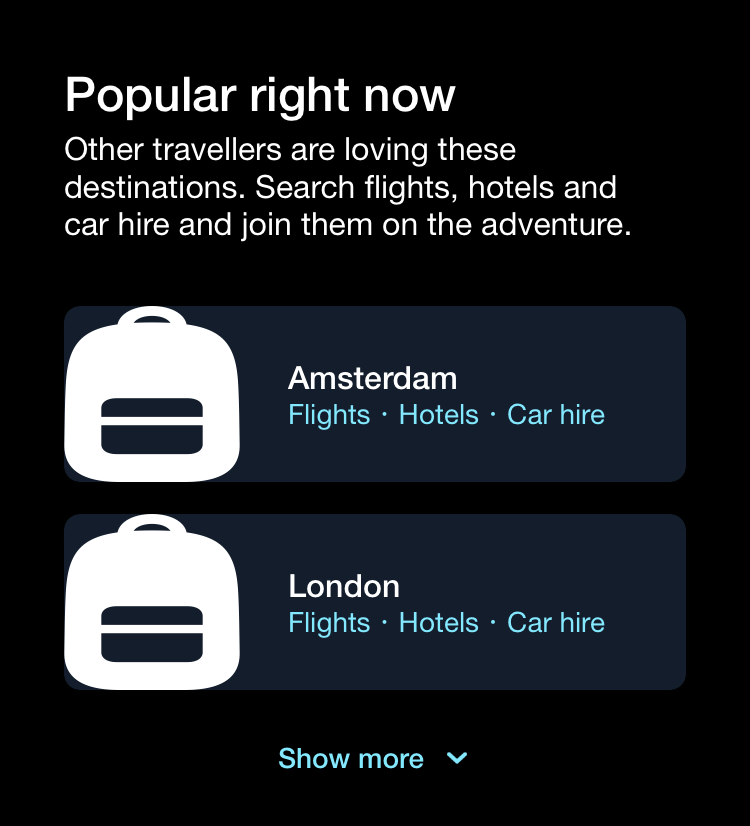 Popular right now
Other travellers are loving these
destinations. Search flights, hotels and
car hire and join them on the adventure.
Amsterdam
Flights · Hotels · Car hire
London
Flights · Hotels · Car hire
Show more